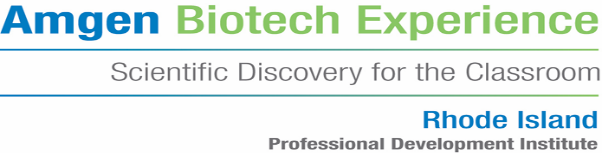 Amgen Biotech Experience
Scientific Discovery for the Classroom
Rhode Island
Professional Development Institute